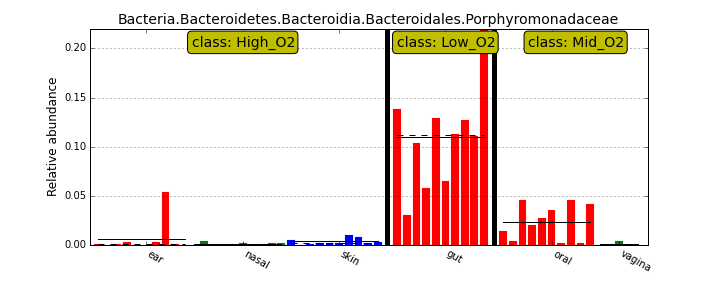 Bacteria.Bacteroidetes.Bacteroidia.Bacteroidales.Porphyromonadaceae
class: High_O2
class: Low_O2
class: Mid_O2
Relative abundance
0.20
0.15
0.10
0.05
0.00
ear
nasal
skin
gut
oral
vagina